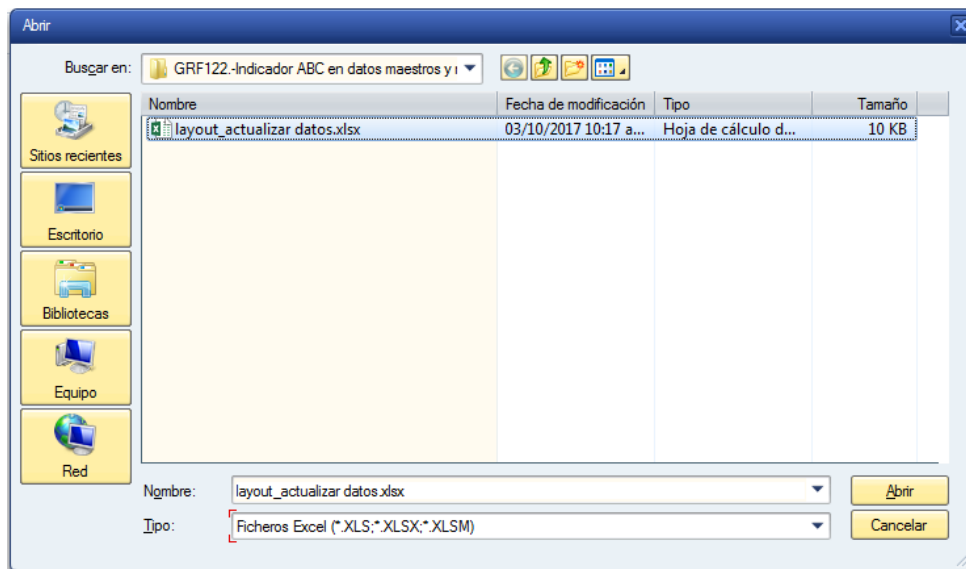 Abrir
Buscar en: GRF122.-Indicador ABC en datos maestros y
Nombre Fecha de modificación Tipo Tamaño
layout_actualizar datos.xlsx 03/10/2017 10:17 a... Hoja de cálculo d... 10 KB
Sitios recientes
Escritorio
Bibliotecas
Equipo
Red
Nombre: layout_actualizar datos.xlsx Abrir
Tipo: Ficheros Excel (*.XLS;*.XLSX;*.XLSM) Cancelar